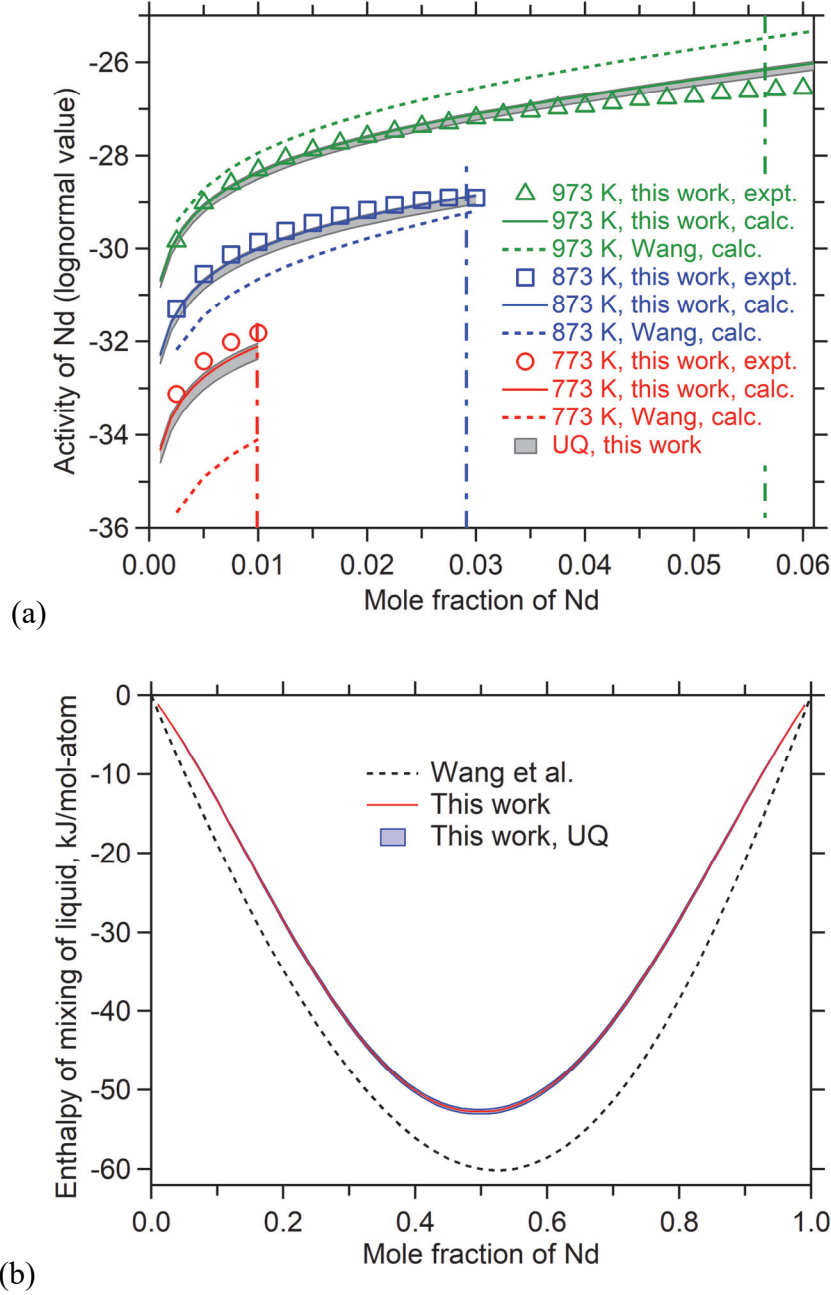 Activity of Nd (lognormal value)
-26
-28
-30
-32
-34
-36
973 K, this work, expt.
973 K, this work, calc.
973 K, Wang, calc.
873 K, this work, expt.
873 K, this work, calc.
873 K, Wang, calc.
773 K, this work, expt.
773 K, this work, calc.
773 K, Wang, calc.
UQ, this work
0.00 0.01 0.02 0.03 0.04 0.05 0.06
Mole fraction of Nd
(a)
Enthalpy of mixing of liquid, kJ/mol-atom
0
-10
-20
-30
-40
-50
-60
Wang et al.
This work
This work, UQ
0.0 0.2 0.4 0.6 0.8 1.0
Mole fraction of Nd
(b)